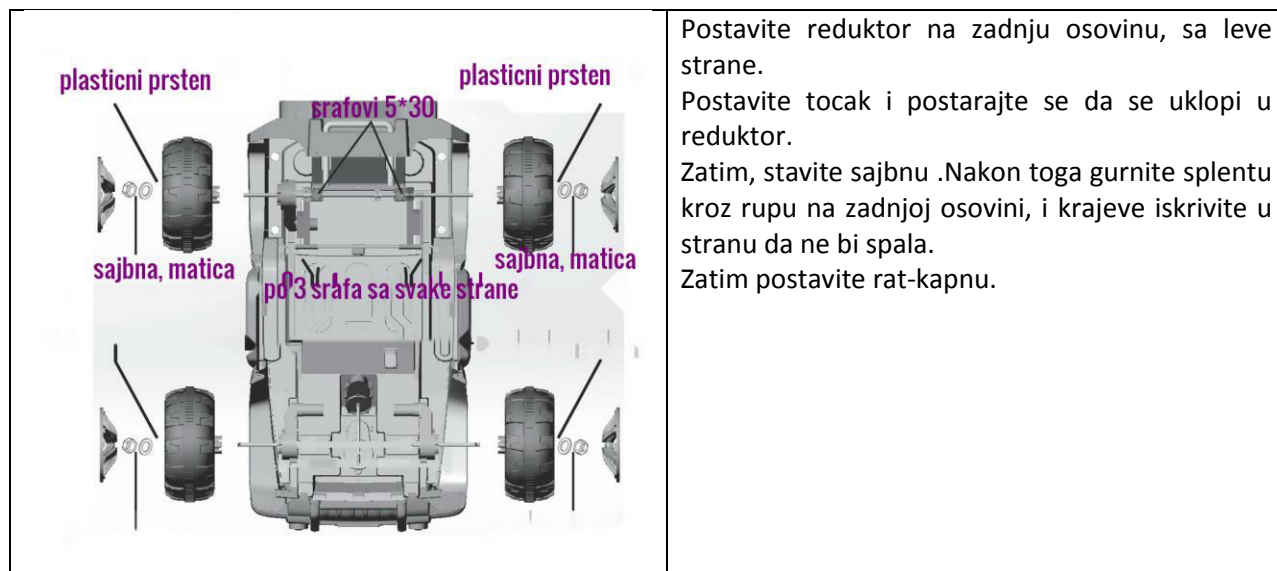 plasticni prsten
plasticni prsten
srafovi 5*30
sajbna, matica
sajbna, matica
po 3 srafa sa svake strane
Postavite reduktor na zadnju osovinu, sa leve
strane.
Postavite tocak i postarajte se da se uklopi u
reduktor.
Zatim, stavite sajbnu .Nakon toga gurnite splentu
kroz rupu na zadnjoj osovini, i krajeve iskrivite u
stranu da ne bi spala.
Zatim postavite rat-kapnu.